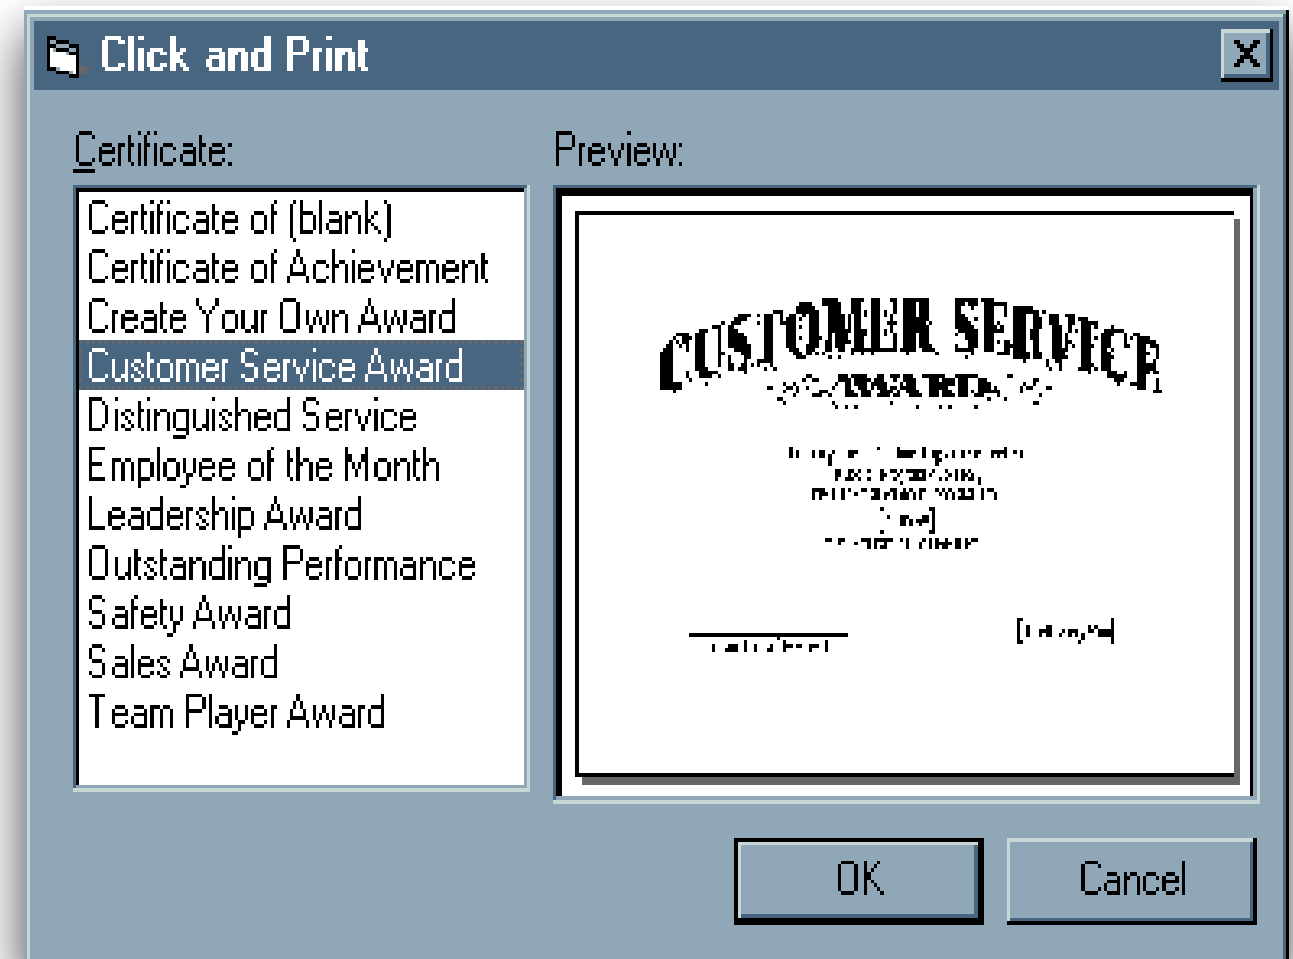 Click and Print
Certificate:
Certificate of (blank)
Certificate of Achievement
Create Your Own Award
Customer Service Award
Distinguished Service
Employee of the Month
Leadership Award
Outstanding Performance
Safety Award
Sales Award
Team Player Award
Preview:
CUSTOMER SERVICE
AWARD
OK
Cancel